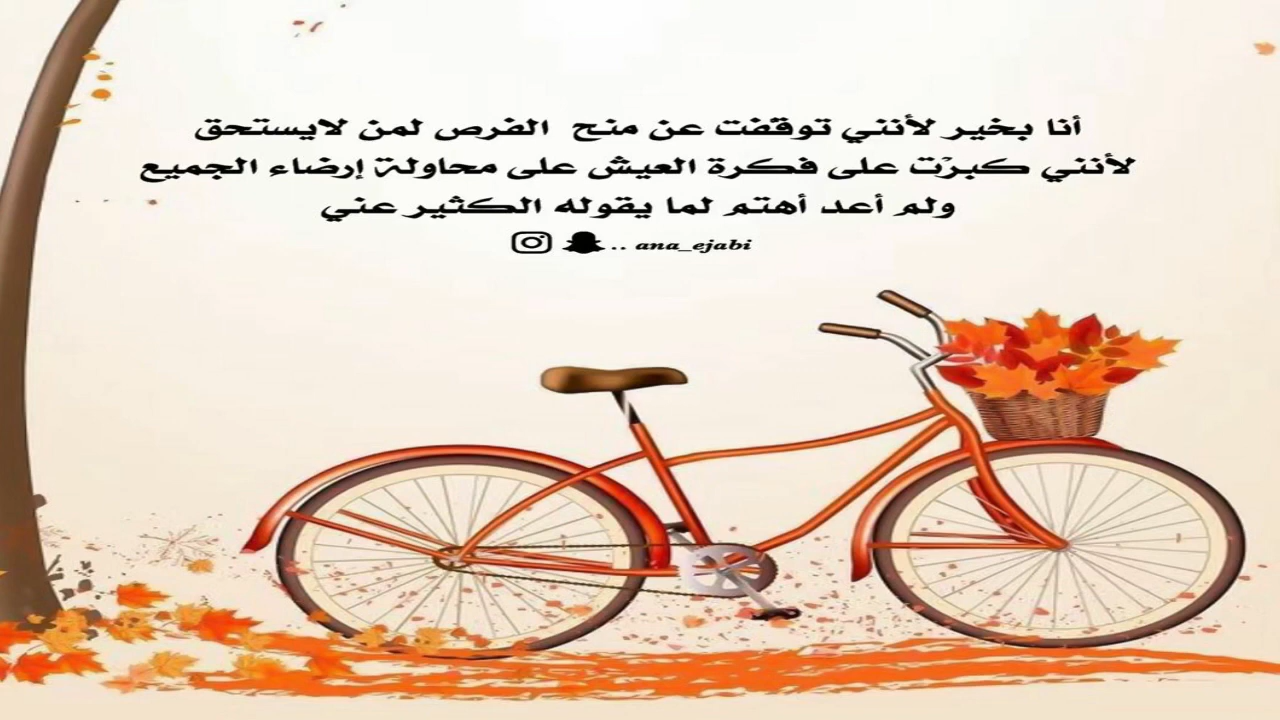 أنا بخير لأنني توقفت عن منح الفرص لمن لايستحق
لأنني كبرت على فكرة العيش على محاولة إرضاء الجميع
ولم أعد أهتم لما يقوله الكثير عني
ana_ejabi ..